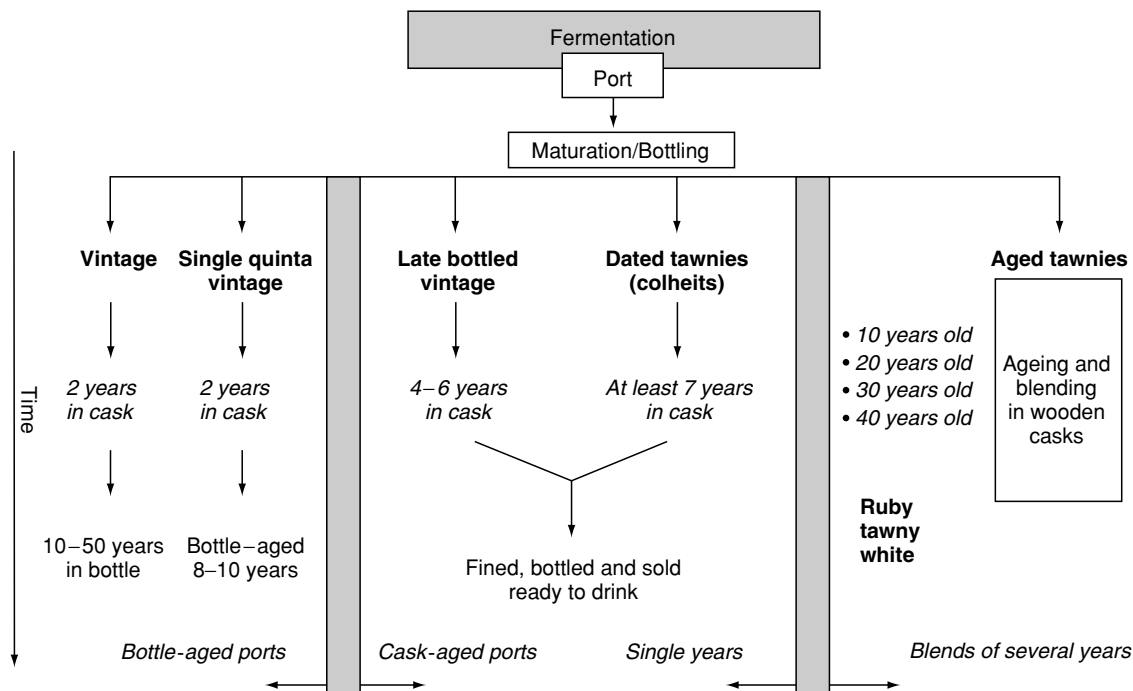 Fermentation
Port
Maturation/Bottling
Time
Vintage
2 years
in cask
10–50 years
in bottle
Single quinta
vintage
2 years
in cask
Bottle–aged
8–10 years
Late bottled
vintage
4–6 years
in cask
Dated tawnies
(colheits)
At least 7 years
in cask
Fined, bottled and sold
ready to drink
• 10 years old
• 20 years old
• 30 years old
• 40 years old
Ruby
tawny
white
Aged tawnies
Ageing and
blending
in wooden
casks
Bottle-aged ports
Cask-aged ports
Single years
Blends of several years